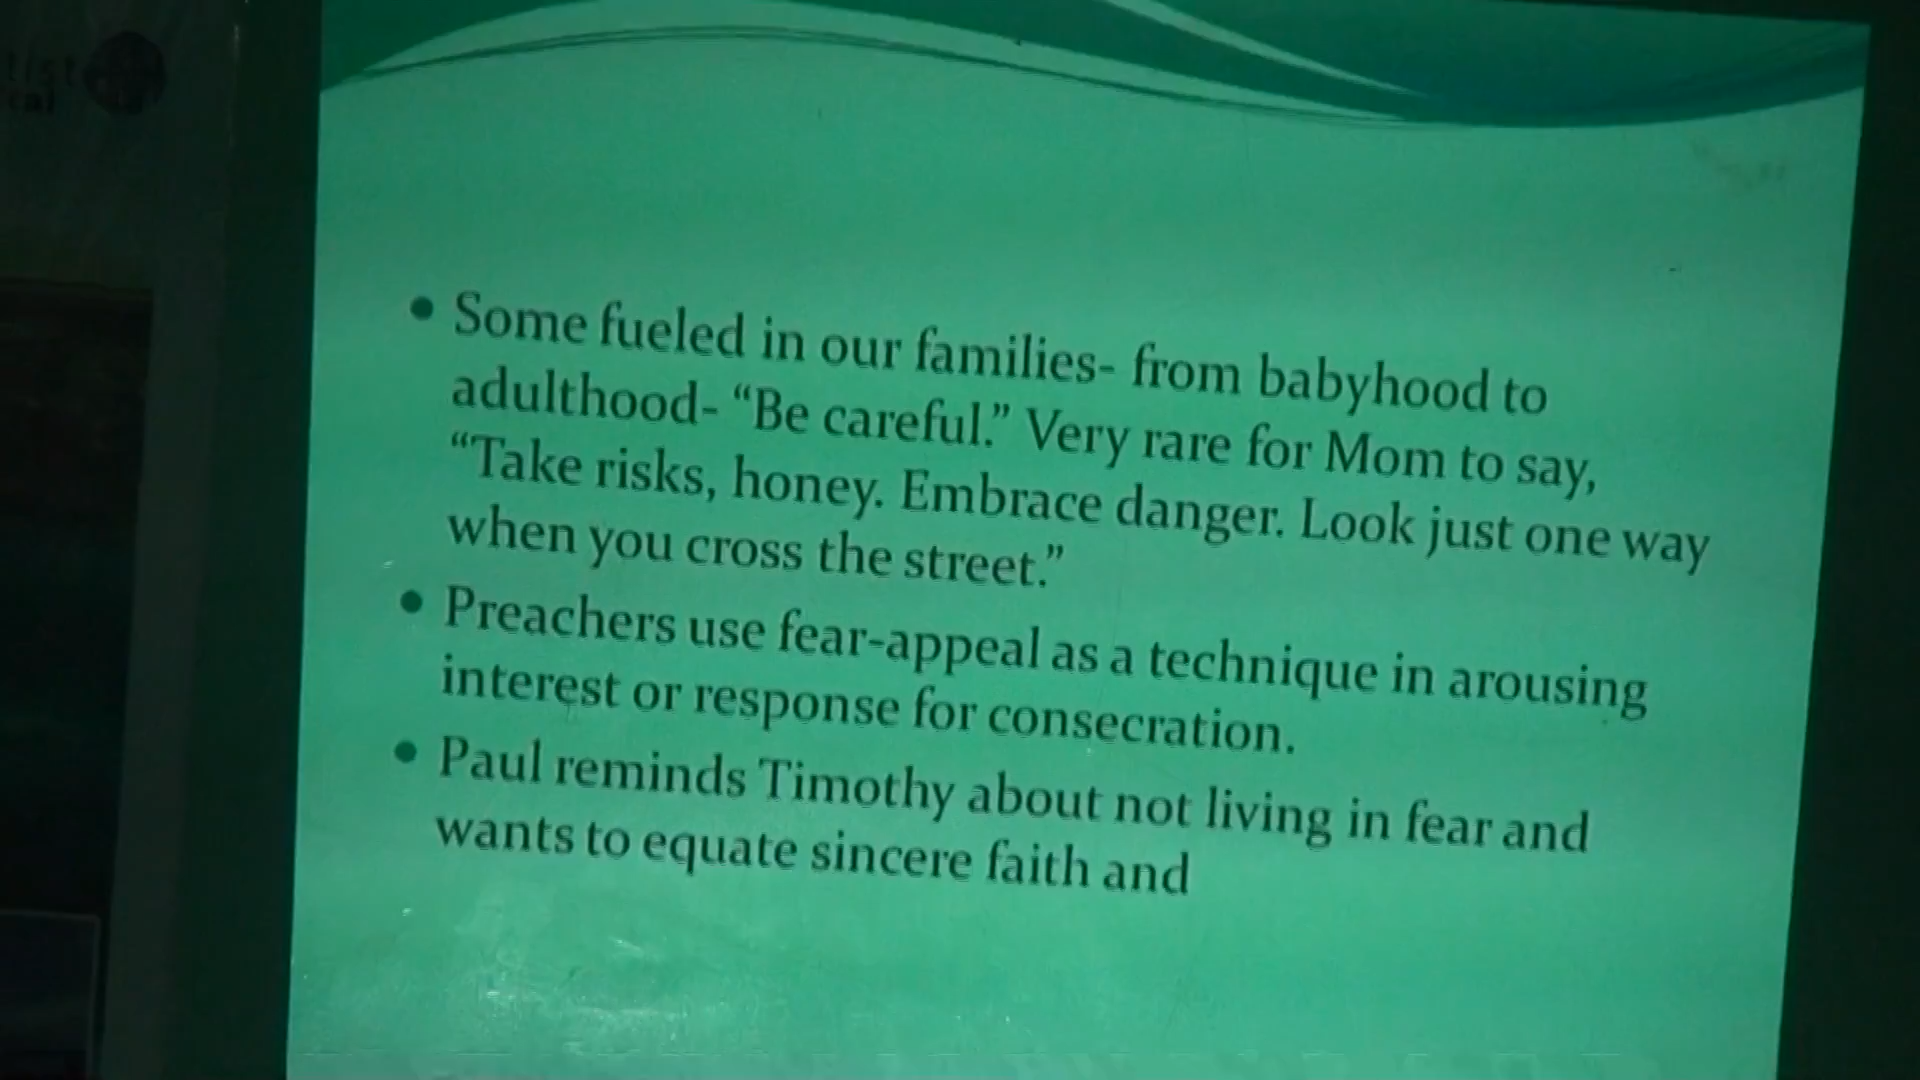 • Some fueled in our families- from babyhood to
adulthood- “Be careful.” Very rare for Mom to say,
“Take risks, honey. Embrace danger. Look just one way
when you cross the street.”
• Preachers use fear-appeal as a technique in arousing
interest or response for consecration.
• Paul reminds Timothy about not living in fear and
wants to equate sincere faith and